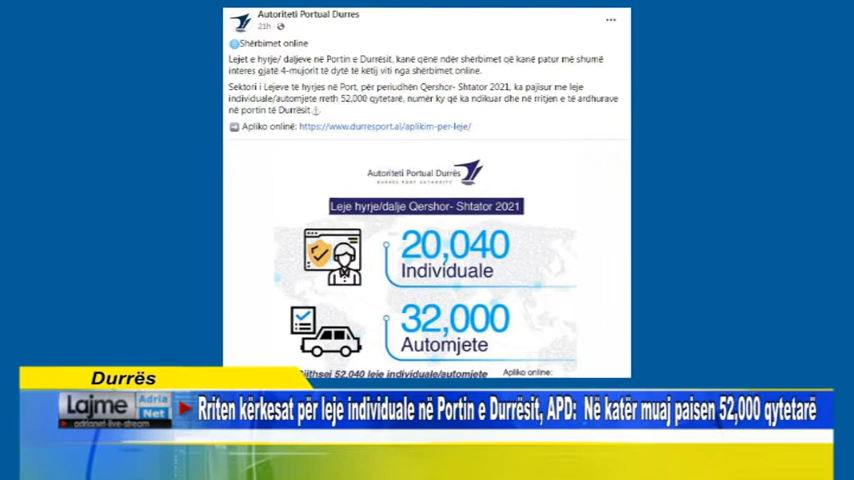 Autoriteti Portual Durres
21h
Shërbimet online
Lejet e hyrje/ daljeve në Portin e Durrësit, kanë qënë ndër shërbimet që kanë patur më shumë
interes gjatë 4-mujorit të dytë të këtij viti nga shërbimet online.
Sektori i Lejeve të hyrjes në Port, për periudhën Qershor- Shtator 2021, ka pajisur me leje
individuale/automjete rreth 52,000 qytetarë, numër ky që ka ndikuar dhe në rritjen e të ardhurave
në portin të Durrësit
Apliko onlinë: https://www.durresport.al/aplikim-per-leje/
Autoriteti Portual Durrës
DURRËS PORT AUTHORITY
Leje hyrje/dalje Qershor- Shtator 2021
20,040
Individuale
32,000
Automjete
Gjithsej 52,040 leje individuale/automjete
Apliko online:
Durrës
Lajme Adria Net
adrianet-live-stream
Rriten kërkesat për leje individuale në Portin e Durrësit, APD: Në katër muaj paisen 52,000 qytetarë